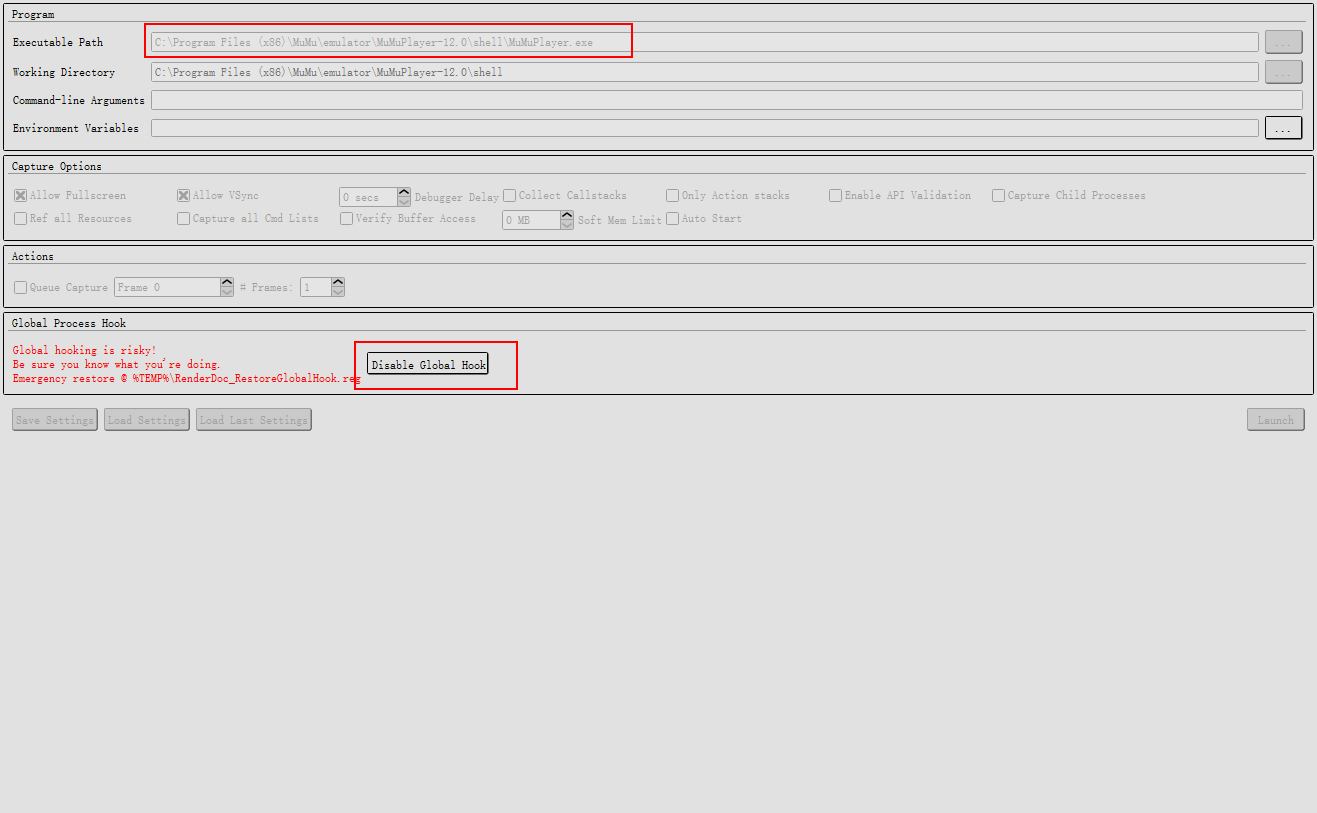 Program
Executable Path C:\Program Files (x86)\MuMu\emulator\MuMuPlayer-12.0\shell\MuMuPlayer.exe ...
Working Directory C:\Program Files (x86)\MuMu\emulator\MuMuPlayer-12.0\shell ...
Command-line Arguments
Environment Variables ...
Capture Options
Allow Fullscreen Allow VSync 0 secs Debugger Delay Collect Callstacks Only Action stacks Enable API Validation Capture Child Processes
Ref all Resources Capture all Cmd Lists Verify Buffer Access 0 MB Soft Mem Limit Auto Start
Actions
Queue Capture Frame 0 # Frames: 1
Global Process Hook
Global hooking is risky!
Be sure you know what you're doing.
Emergency restore @ %TEMP%\RenderDoc_RestoreGlobalHook.reg
Disable Global Hook
Save Settings Load Settings Load Last Settings Launch